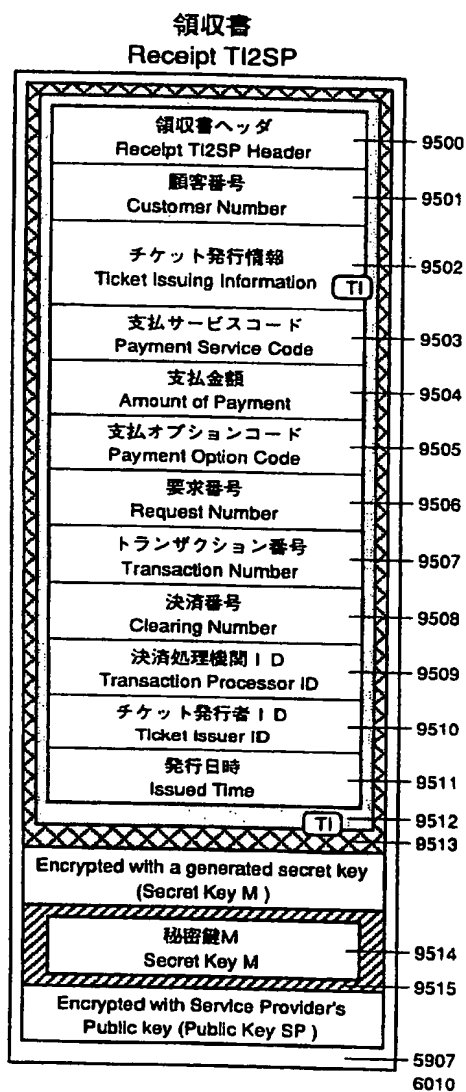 領収書
Receipt TI2SP
領収書ヘッダ
Receipt TI2SP Header
9500
顧客番号
Customer Number
9501
チケット発行情報
Ticket Issuing Information
TI
9502
支払サービスコード
Payment Service Code
9503
支払金額
Amount of Payment
9504
支払オプションコード
Payment Option Code
9505
要求番号
Request Number
9506
トランザクション番号
Transaction Number
9507
決済番号
Clearing Number
9508
決済処理機関ID
Transaction Processor ID
9509
チケット発行者ID
Ticket Issuer ID
9510
発行日時
Issued Time
9511
TI
9512
9513
Encrypted with a generated secret key
(Secret Key M )
秘密鍵M
Secret Key M
9514
9515
Encrypted with Service Provider's
Public key (Public Key SP )
5907
6010